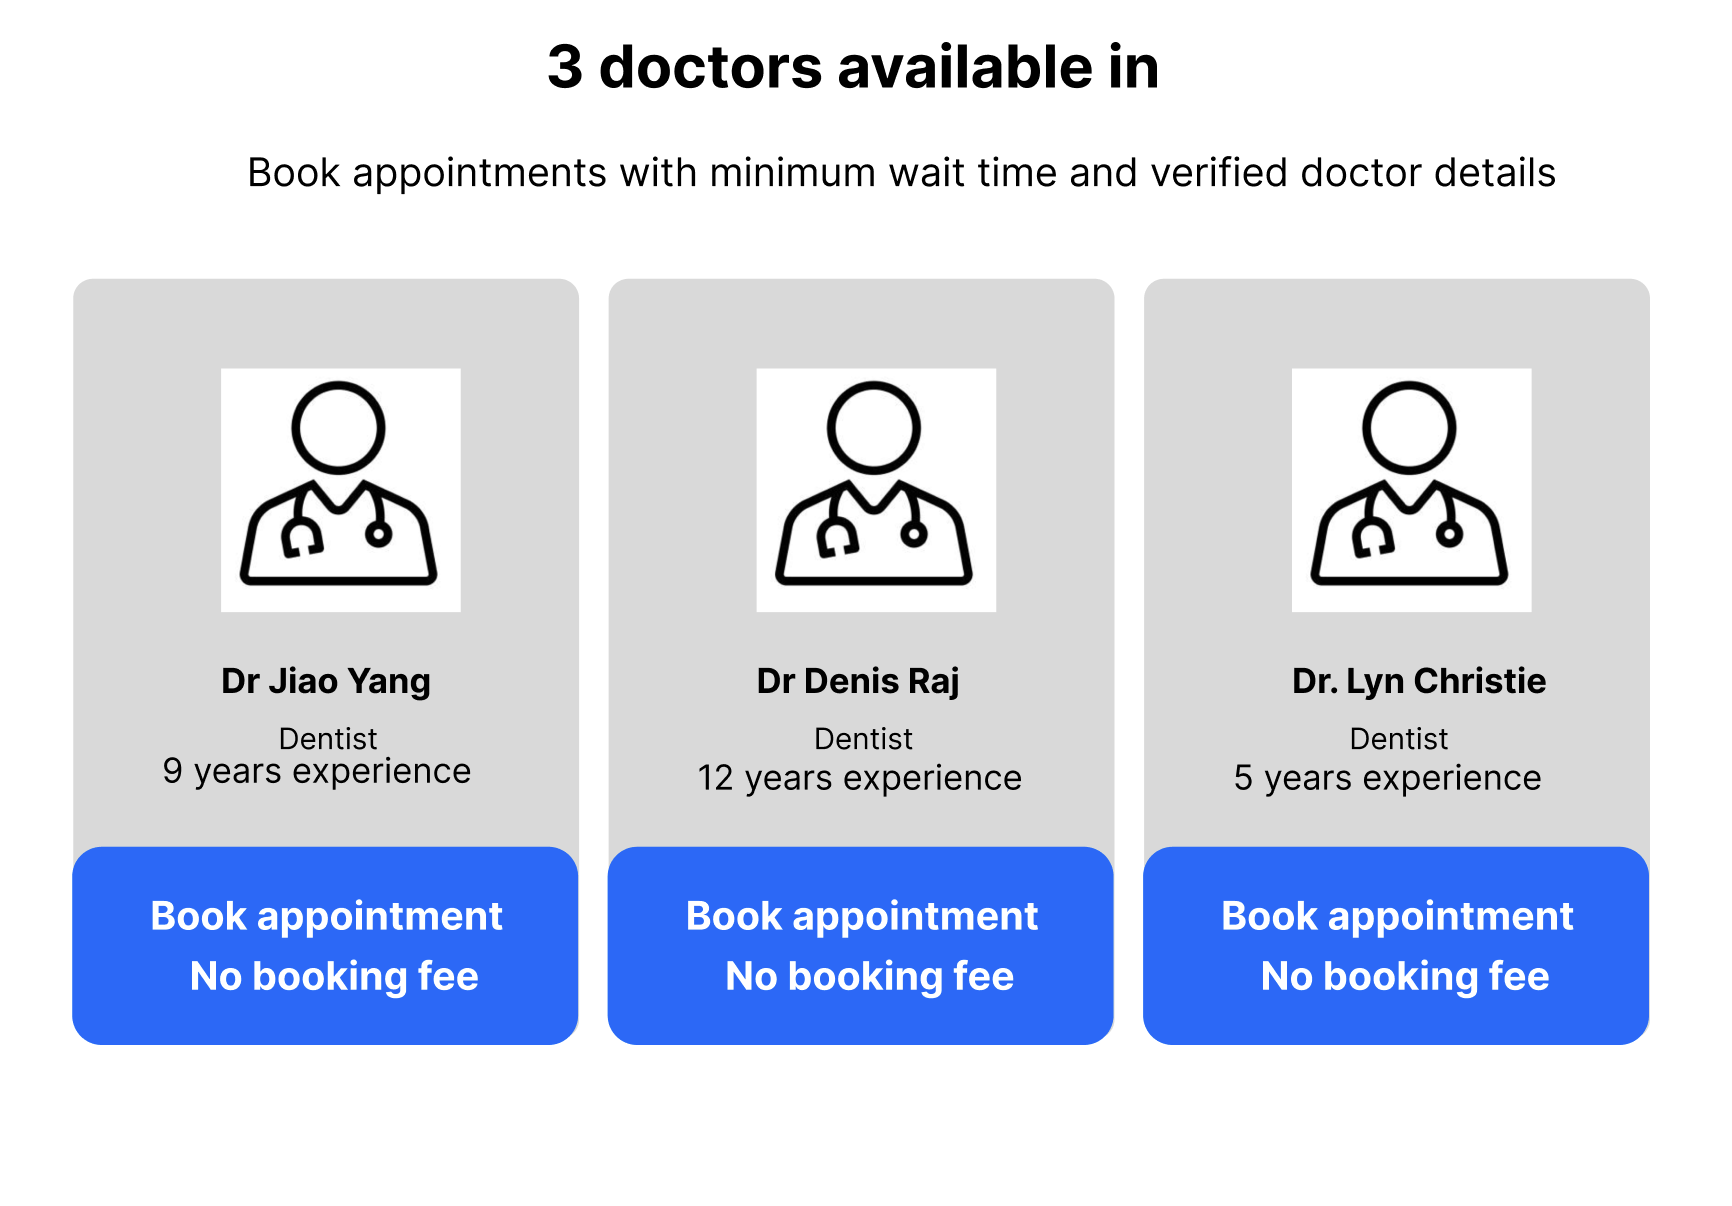 3 doctors available in
Book appointments with minimum wait time and verified doctor details
Dr Jiao Yang
Dentist
9 years experience
Book appointment
No booking fee
Dr Denis Raj
Dentist
12 years experience
Book appointment
No booking fee
Dr. Lyn Christie
Dentist
5 years experience
Book appointment
No booking fee